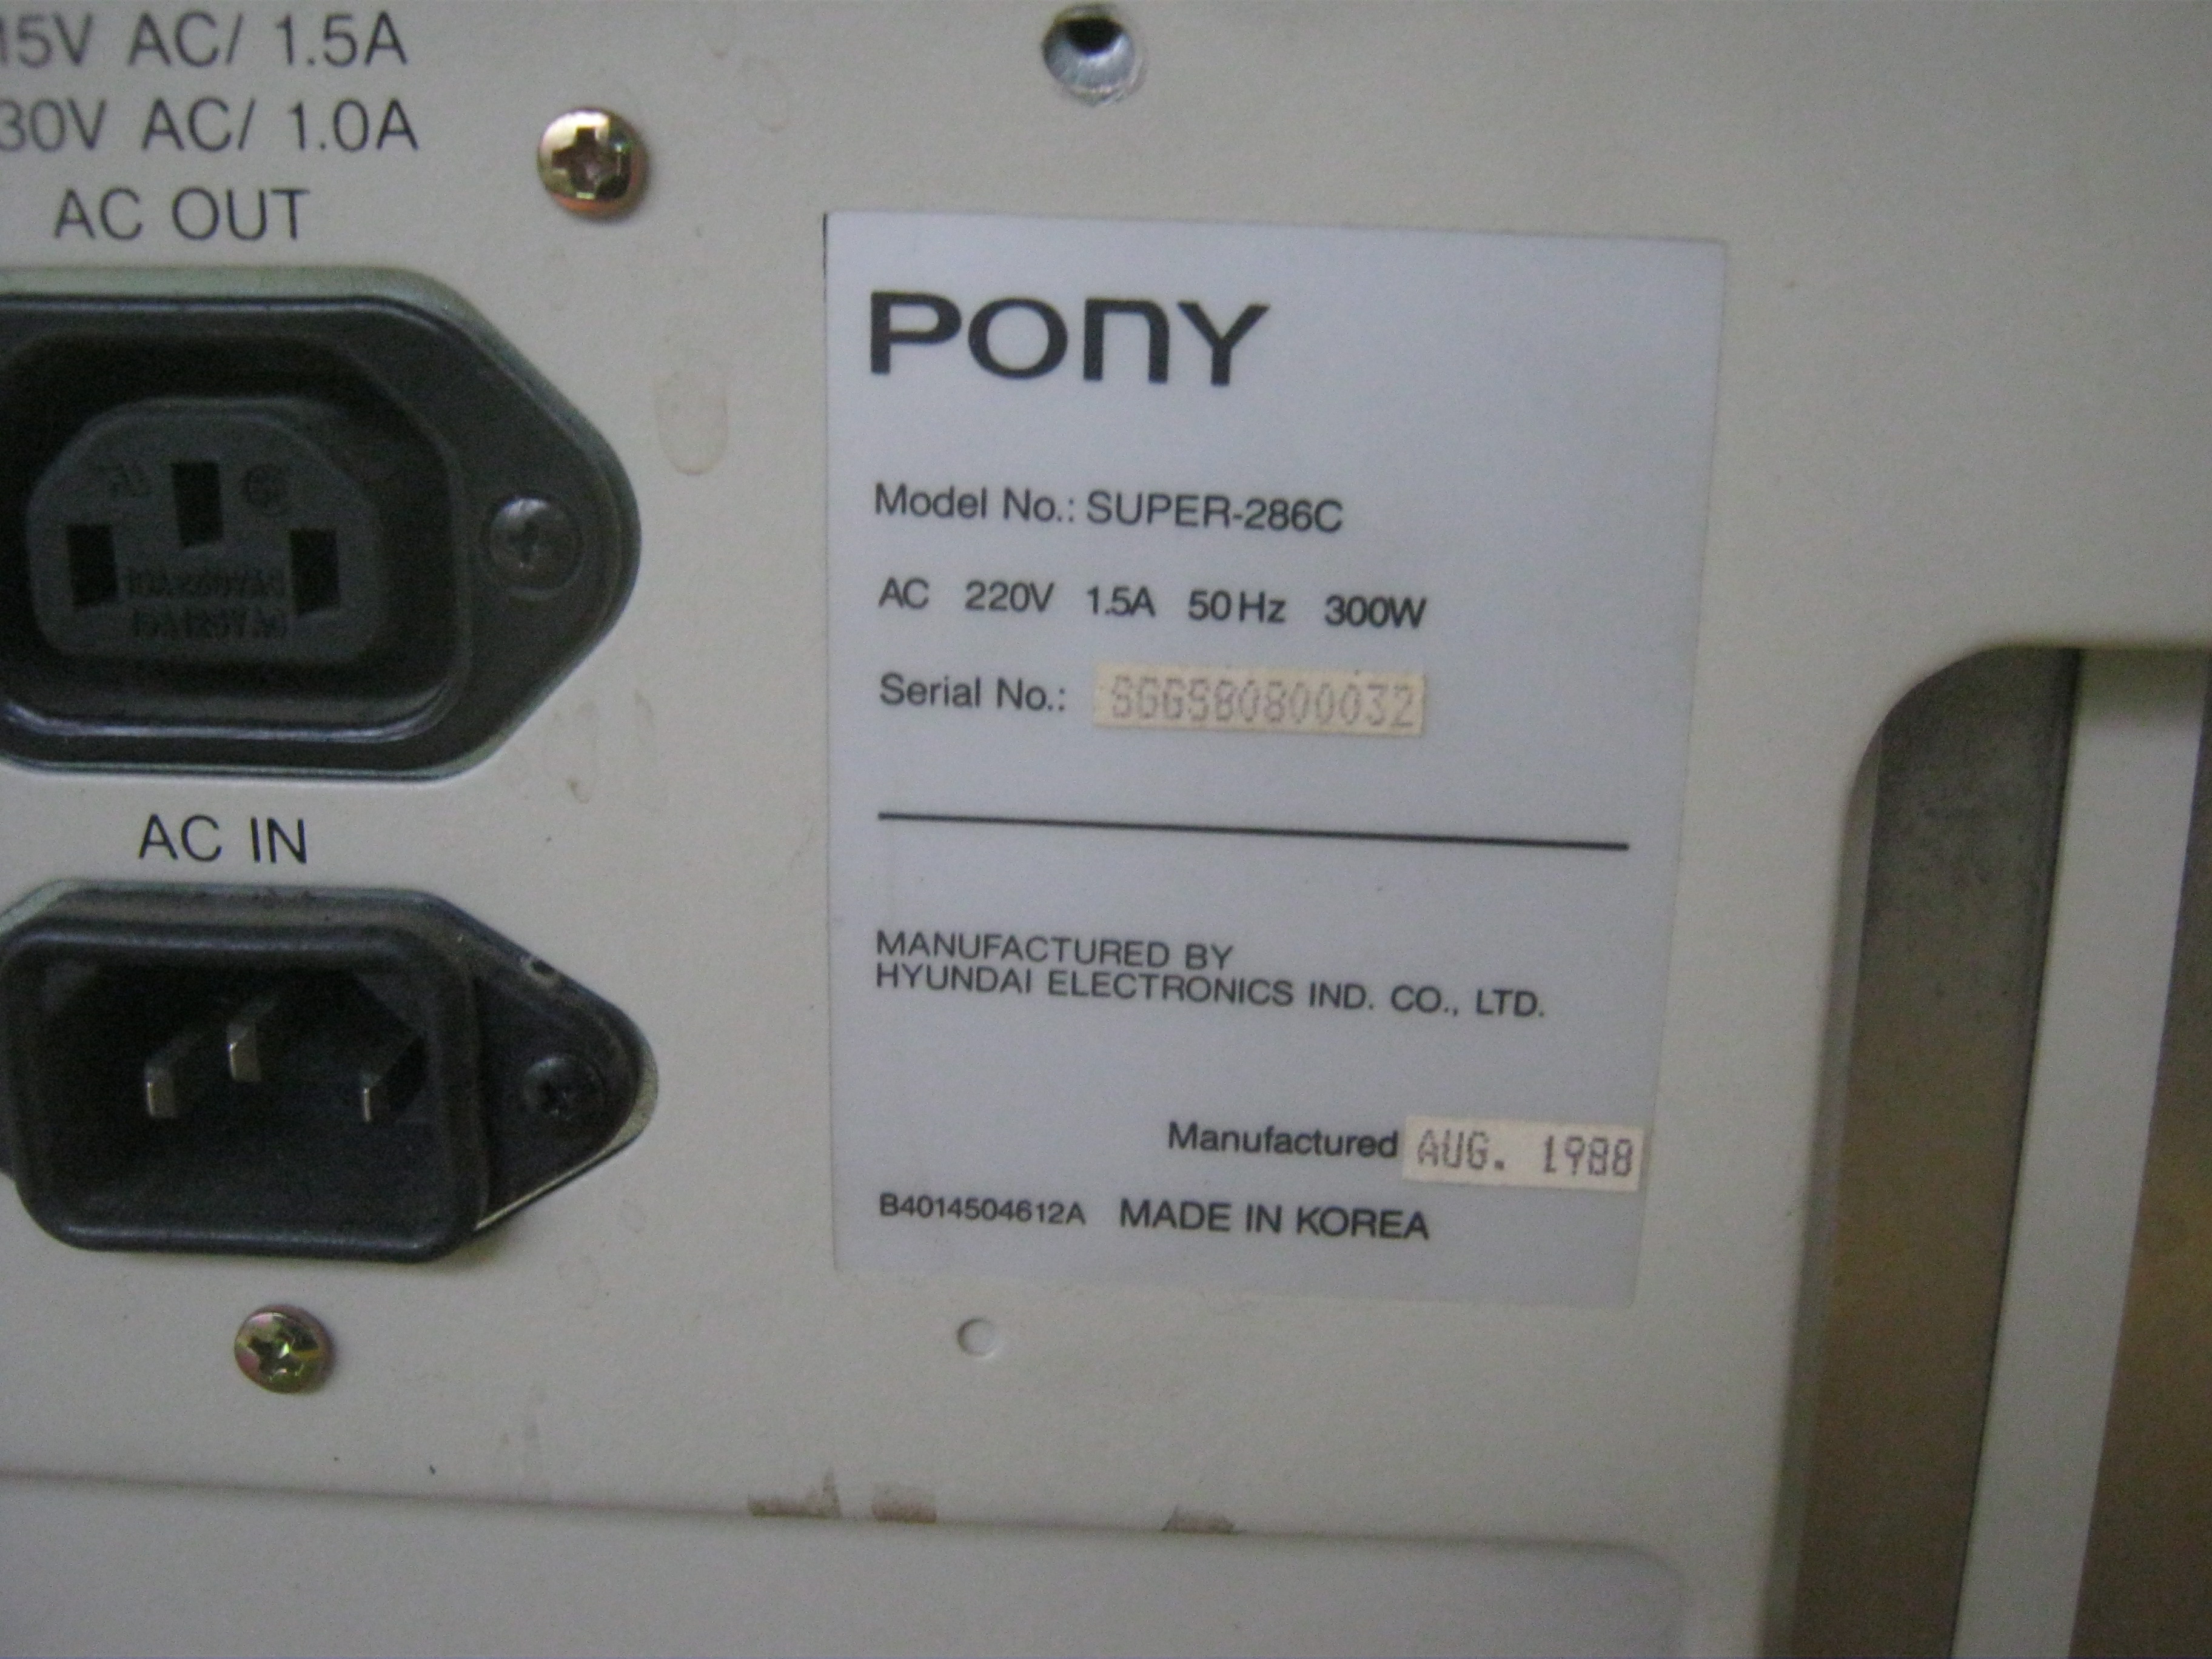 15V AC/ 1.5A
30V AC/ 1.0A
AC OUT
AC IN
PONY
Model No.: SUPER-286C
AC 220V 1.5A 50Hz 300W
Serial No.: SGGS80800032
MANUFACTURED BY
HYUNDAI ELECTRONICS IND. CO., LTD.
Manufactured AUG. 1988
B4014504612A MADE IN KOREA